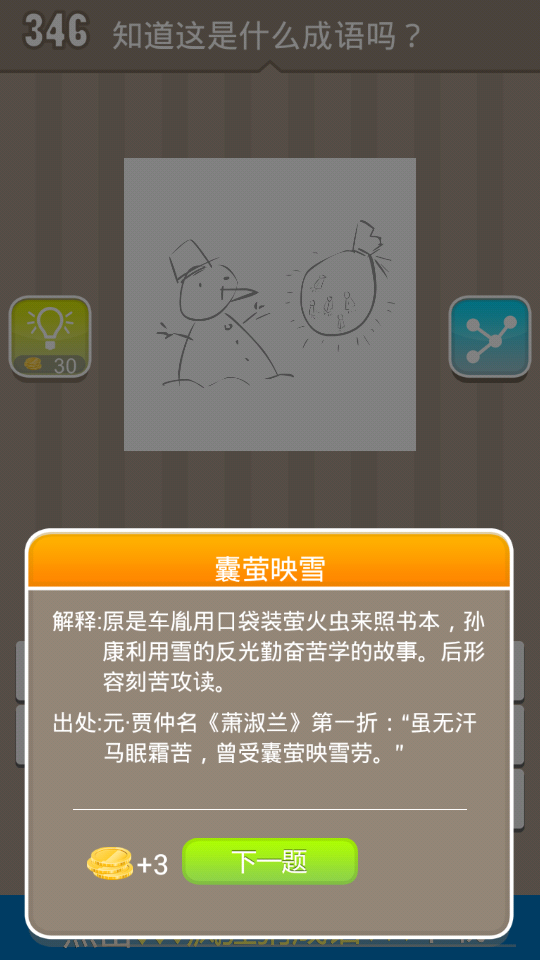 346 知道这是什么成语吗？
30
囊萤映雪
解释:原是车胤用口袋装萤火虫来照书本，孙
康利用雪的反光勤奋苦学的故事。后形
容刻苦攻读。
出处:元·贾仲名《萧淑兰》第一折：“虽无汗
马眠霜苦，曾受囊萤映雪劳。”
+3 下一题